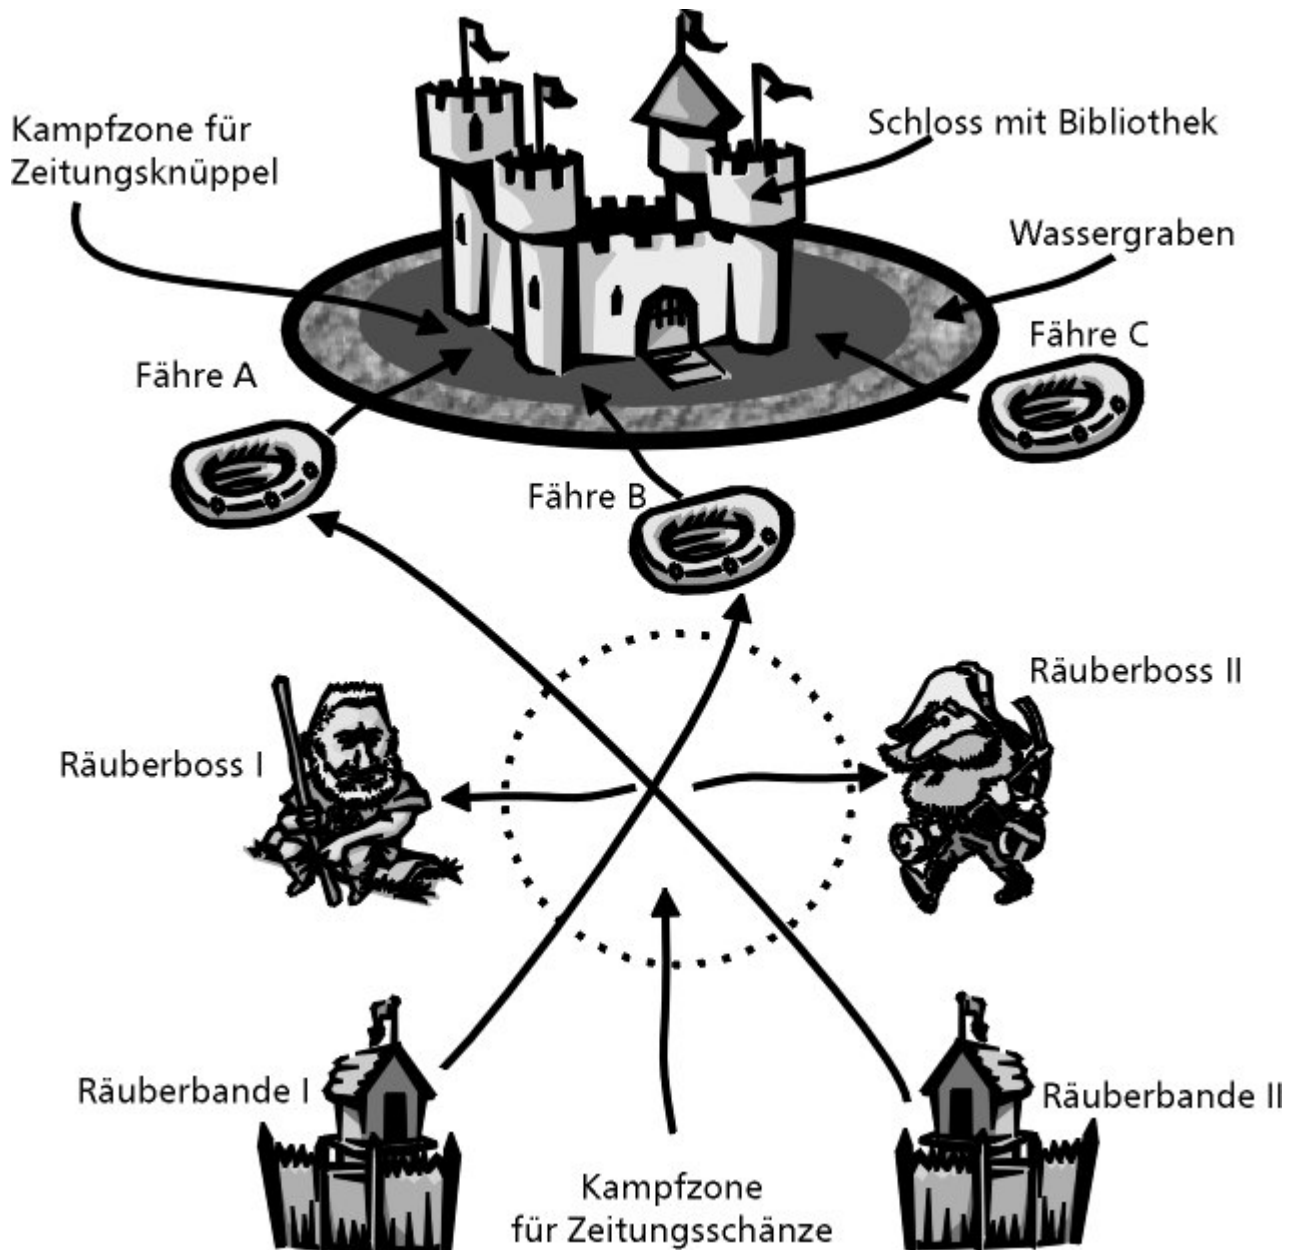 Kampfzone für
Zeitungsknüppel
Schloss mit Bibliothek
Wassergraben
Fähre C
Fähre A
Fähre B
Räuberboss II
Räuberboss I
Räuberbande I
Räuberbande II
Kampfzone
für Zeitungsschänze